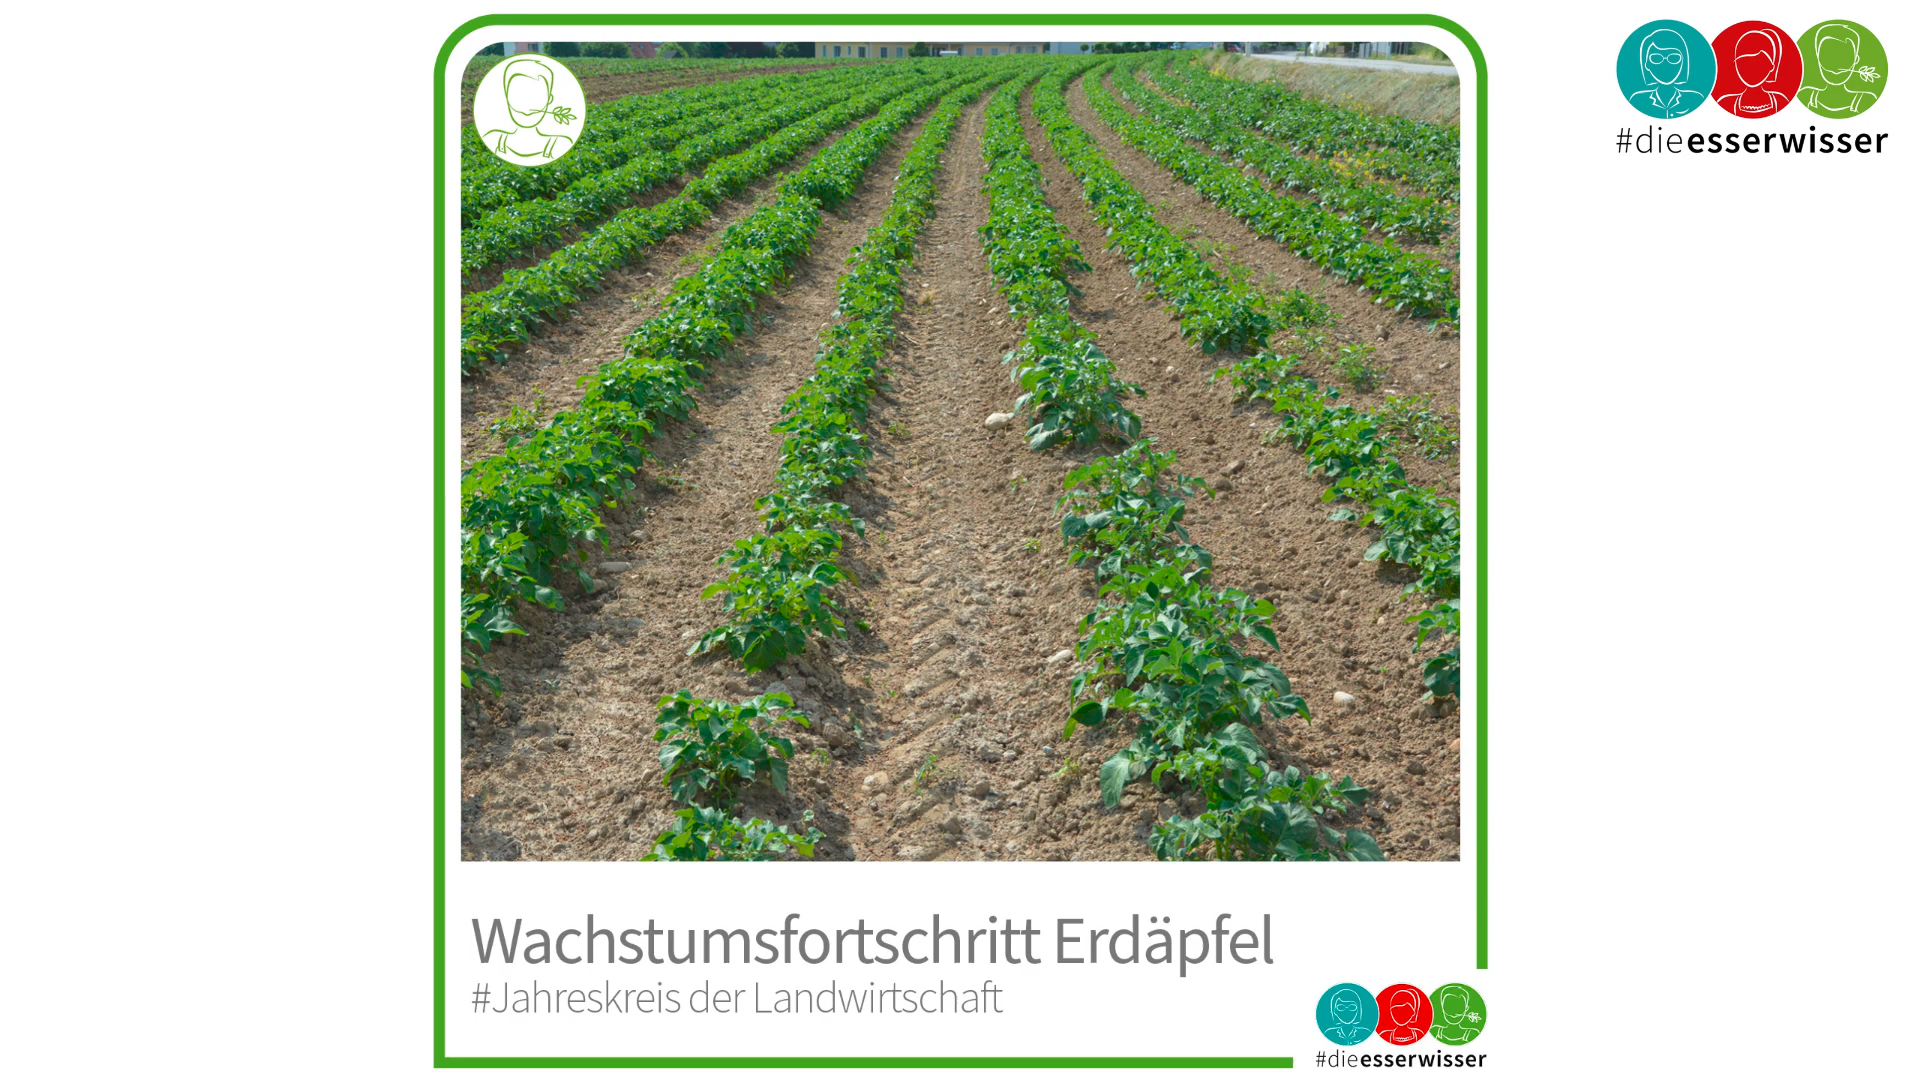 #dieesserwisser
Wachstumsfortschritt Erdäpfel
#Jahreskreis der Landwirtschaft
#dieesserwisser